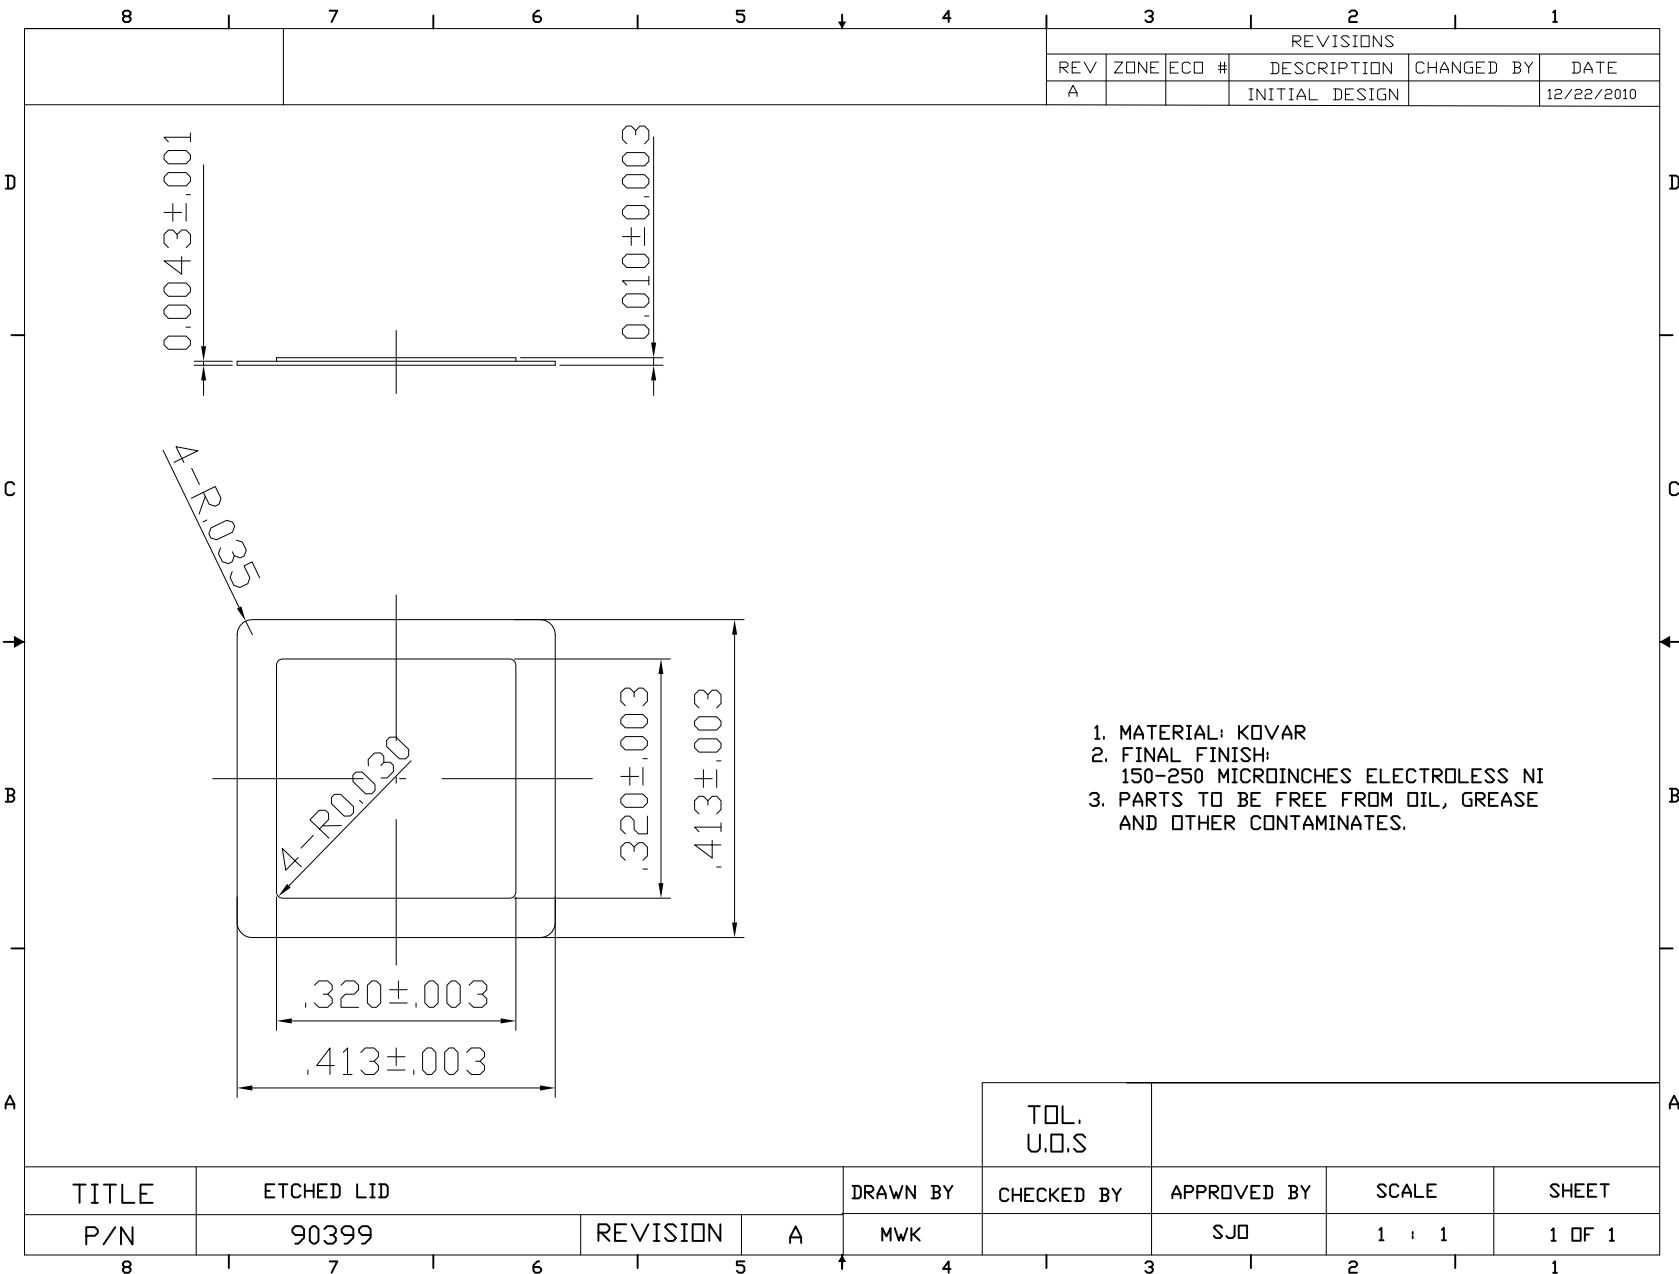 8 7 6 5 4 3 2 1
REVISIONS
REV ZONE ECO # DESCRIPTION CHANGED BY DATE
A INITIAL DESIGN 12/22/2010
0.0043±.001
0.010±0.003
D D
4-R.035
C C
4-R0.030
.320±.003
.413±.003
1. MATERIAL: KOVAR
2. FINAL FINISH:
150-250 MICROINCHES ELECTROLESS NI
3. PARTS TO BE FREE FROM OIL, GREASE
AND OTHER CONTAMINATES.
B B
.320±.003
.413±.003
A A
TOL.
U.O.S
TITLE ETCHED LID DRAWN BY CHECKED BY APPROVED BY SCALE SHEET
P/N 90399 REVISION A MWK SJO 1 : 1 1 OF 1
8 7 6 5 4 3 2 1